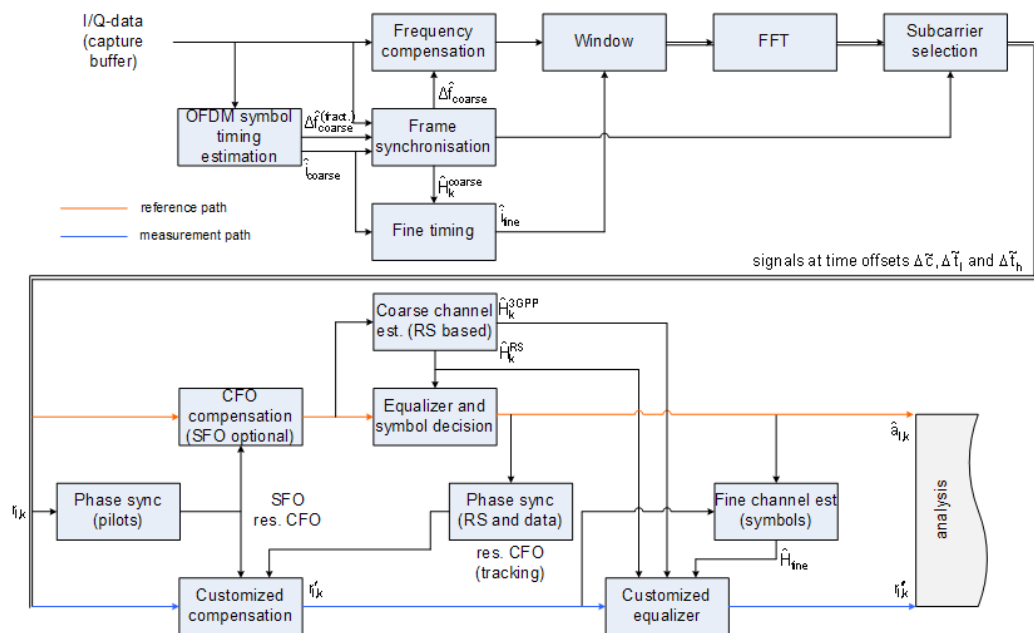 I/Q-data
(capture
buffer)
Frequency
compensation
Window
FFT
Subcarrier
selection
Δf̂coarse
OFDM symbol
timing
estimation
Δf̂coarse(fract.)
Frame
synchronisation
îcoarse
Ĥkcoarse
reference path
measurement path
Fine timing
îfine
signals at time offsets Δc̃, Δt̃l and Δt̃h
Coarse channel
est. (RS based)
Ĥk3GPP
ĤkRS
CFO
compensation
(SFO optional)
Equalizer and
symbol decision
âl,k
rl,k
Phase sync
(pilots)
SFO
res. CFO
Phase sync
(RS and data)
res. CFO
(tracking)
Fine channel est
(symbols)
Ĥfine
analysis
Customized
compensation
r'l,k
Customized
equalizer
r''l,k